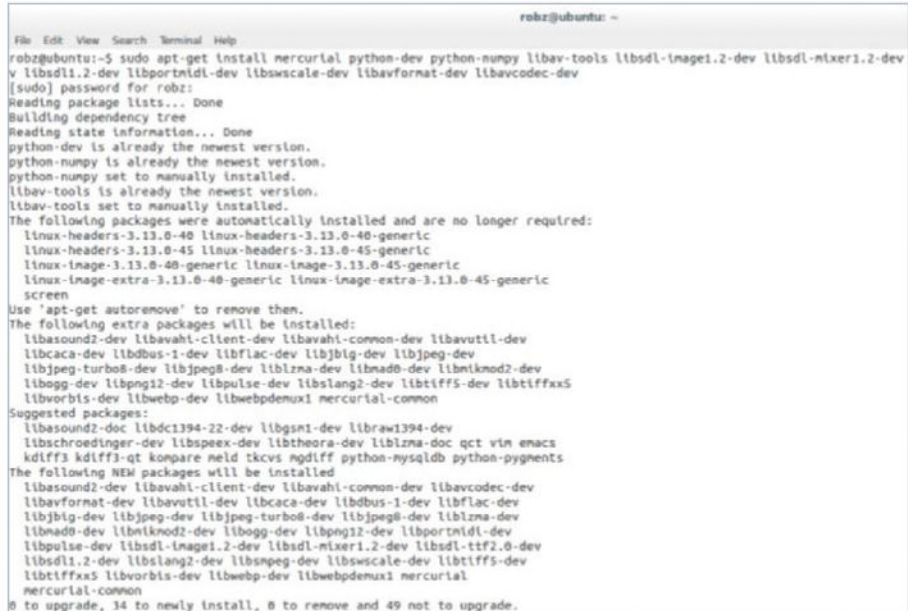 robz@ubuntu: ~
File Edit View Search Terminal Help
robz@ubuntu:~$ sudo apt-get install mercurial python-dev python-numpy libav-tools libsdl-image1.2-dev libsdl-mixer1.2-dev
v libsdl1.2-dev libportmidi-dev libswscale-dev libavformat-dev libavcodec-dev
[sudo] password for robz:
Reading package lists... Done
Building dependency tree
Reading state information... Done
python-dev is already the newest version.
python-numpy is already the newest version.
python-numpy set to manually installed.
libav-tools is already the newest version.
libav-tools set to manually installed.
The following packages were automatically installed and are no longer required:
linux-headers-3.13.0-40 linux-headers-3.13.0-40-generic
linux-headers-3.13.0-45 linux-headers-3.13.0-45-generic
linux-image-3.13.0-40-generic linux-image-3.13.0-45-generic
linux-image-extra-3.13.0-40-generic linux-image-extra-3.13.0-45-generic
screen
Use 'apt-get autoremove' to remove them.
The following extra packages will be installed:
libasound2-dev libavahi-client-dev libavahi-common-dev libavutil-dev
libcaca-dev libdbus-1-dev libflac-dev libjbig-dev libjpeg-dev
libjpeg-turbo8-dev libjpeg8-dev liblzma-dev libmad0-dev libmikmod2-dev
libogg-dev libpng12-dev libpulse-dev libslang2-dev libtiff5-dev libtiffxx5
libvorbis-dev libwebp-dev libwebpdemux1 mercurial-common
Suggested packages:
libasound2-doc libdc1394-22-dev libgsm1-dev libraw1394-dev
libschroedinger-dev libspeex-dev libtheora-dev liblzma-doc qct vim emacs
kdiff3 kdiff3-qt kompare meld tkcvs mgdiff python-mysqldb python-pygments
The following NEW packages will be installed
libasound2-dev libavahi-client-dev libavahi-common-dev libavcodec-dev
libavformat-dev libavutil-dev libcaca-dev libdbus-1-dev libflac-dev
libjbig-dev libjpeg-dev libjpeg-turbo8-dev libjpeg8-dev liblzma-dev
libmad0-dev libmikmod2-dev libogg-dev libpng12-dev libportmidi-dev
libpulse-dev libsdl-image1.2-dev libsdl-mixer1.2-dev libsdl-ttf2.0-dev
libsdl1.2-dev libslang2-dev libsmpeg-dev libswscale-dev libtiff5-dev
libtiffxx5 libvorbis-dev libwebp-dev libwebpdemux1 mercurial
mercurial-common
0 to upgrade, 34 to newly install, 0 to remove and 49 not to upgrade.